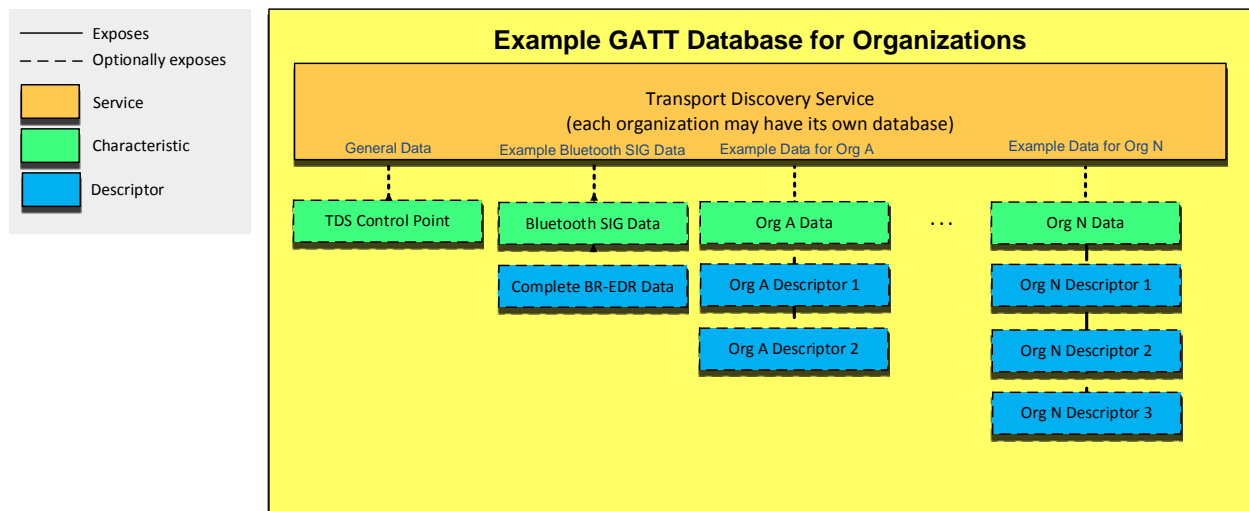 Exposes
Optionally exposes
Service
Characteristic
Descriptor
Example GATT Database for Organizations
Transport Discovery Service
(each organization may have its own database)
General Data
Example Bluetooth SIG Data
Example Data for Org A
Example Data for Org N
TDS Control Point
Bluetooth SIG Data
Org A Data
...
Org N Data
Complete BR-EDR Data
Org A Descriptor 1
Org N Descriptor 1
Org A Descriptor 2
Org N Descriptor 2
Org N Descriptor 3